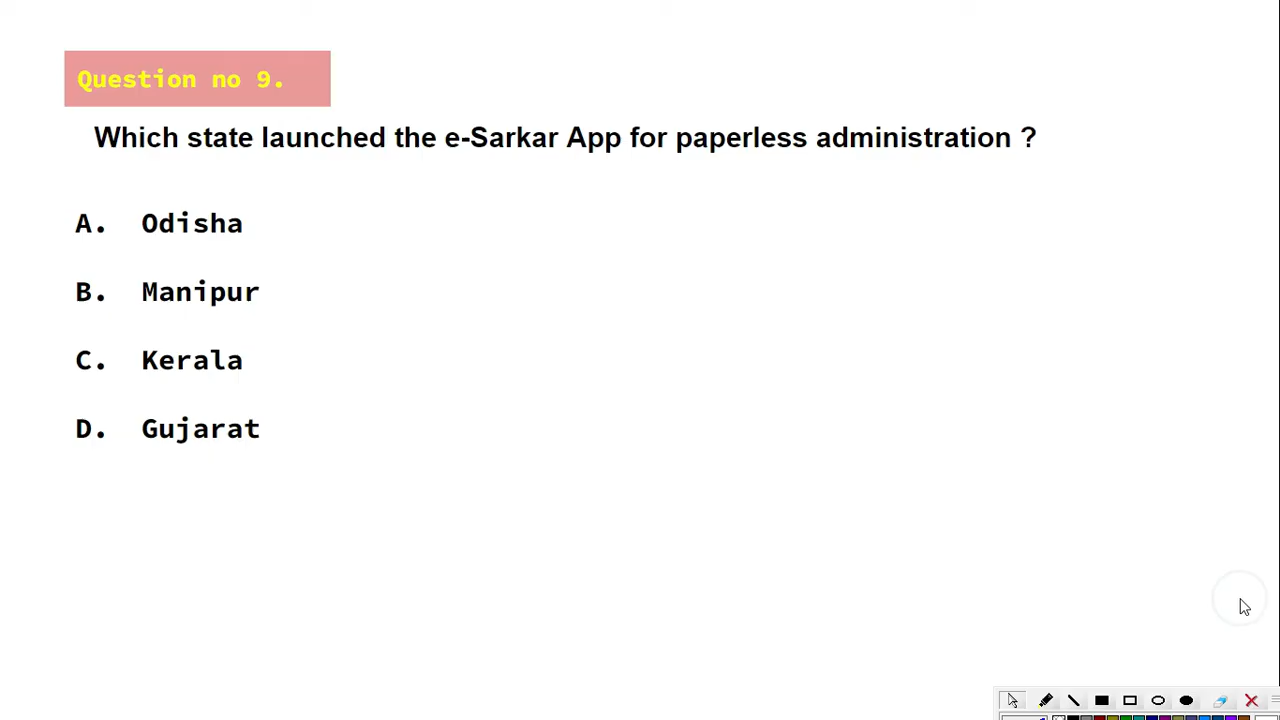 Question no 9.
Which state launched the e-Sarkar App for paperless administration ?
A. Odisha
B. Manipur
C. Kerala
D. Gujarat